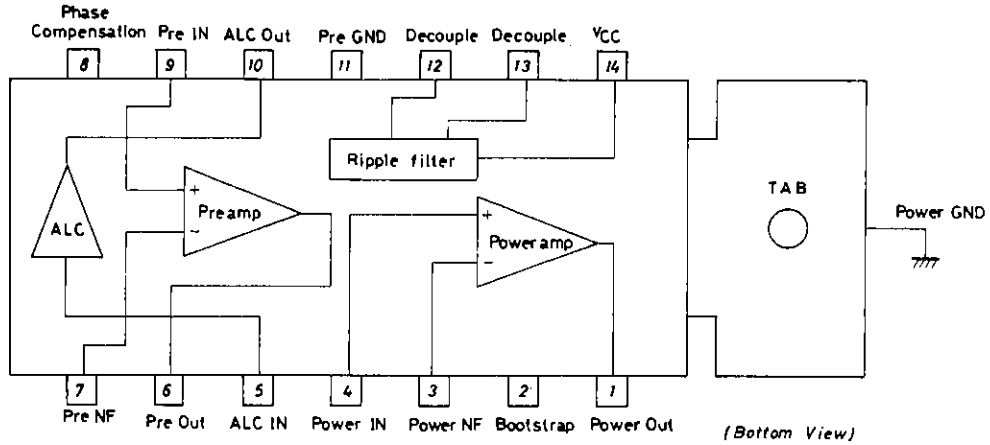 Phase
Compensation Pre IN ALC Out Pre GND Decouple Decouple VCC
8 9 10 11 12 13 14
Ripple filter
+
Preamp
-
ALC
+
Power amp
-
TAB
Power GND
7 6 5 4 3 2 1
Pre NF Pre Out ALC IN Power IN Power NF Bootstrap Power Out
(Bottom View)